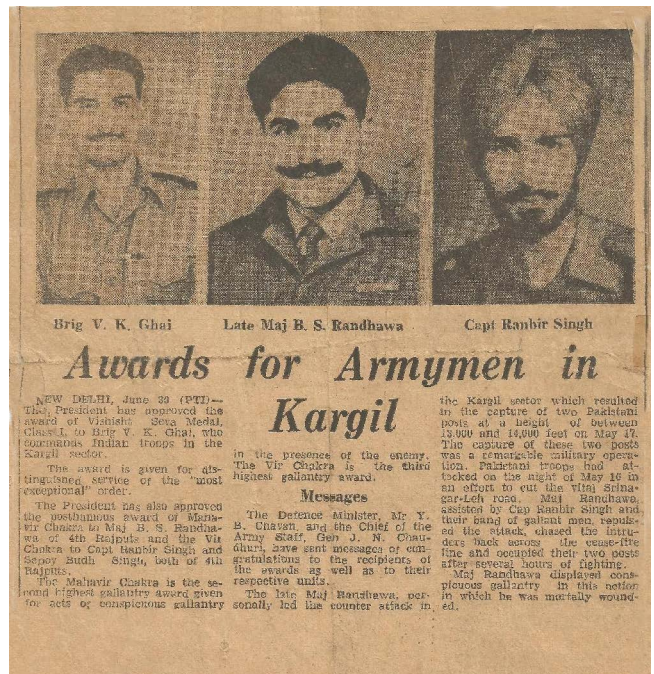 Brig V. K. Ghai
Late Maj B. S. Randhawa
Capt Ranbir Singh
Awards for Armymen in
Kargil
NEW DELHI, June (PTI)—
The President has approved the
award of Vishisht Seva Medal,
Class I, to Brig V. K. Ghai, who
commands Indian troops in the
Kargil sector.
The award is given for dis-
tinguished service of the "most
exceptional" order.
The President has also approved
the posthumous award of Maha-
vir Chakra to Maj B. S. Randha-
wa of 4th Rajputs and the Vir
Chakra to Capt Ranbir Singh and
Sepoy Budh Singh, both of 4th
Rajputs.
The Mahavir Chakra is the se-
cond highest gallantry award given
for acts of conspicuous gallantry
in the presence of the enemy.
The Vir Chakra is the third
highest gallantry award.
Messages
The Defence Minister, Mr Y.
B. Chavan, and the Chief of the
Army Staff, Gen J. N. Chau-
dhuri, have sent messages of con-
gratulations to the recipients of
the awards as well as to their
respective units.
The late Maj Randhawa, per-
sonally led the counter attack in
the Kargil sector which resulted
in the capture of two Pakistani
posts at a height of between
13,000 and 14,000 feet on May 17.
The capture of these two posts
was a remarkable military opera-
tion. Pakistani troops had at-
tacked on the night of May 16 in
an effort to cut the vital Srina-
gar-Leh road. Maj Randhawa,
assisted by Cap Ranbir Singh and
their band of gallant men, repuls-
ed the attack, chased the intru-
ders back across the cease-fire
line and occupied their two posts
after several hours of fighting.
Maj Randhawa displayed cons-
picuous gallantry in this action
in which he was mortally wound-
ed.